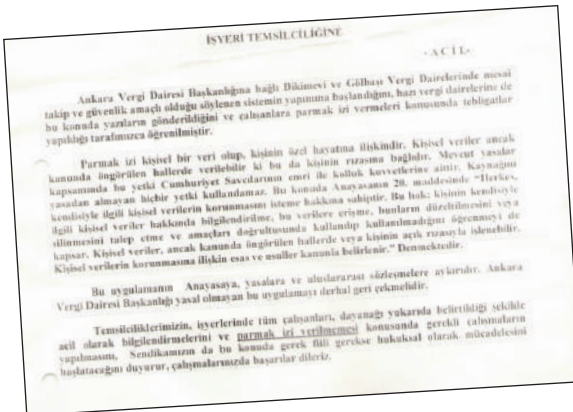 İŞYERİ TEMSİLCİLİĞİNE
-ACİL-
Ankara Vergi Dairesi Başkanlığına bağlı Dikimevi ve Gölbaşı Vergi Dairelerinde mesai
takip ve güvenlik amaçlı olduğu söylenen sistemin yapımına başlandığını, bazı vergi dairelerine de
bu konuda yazıların gönderildiğini ve çalışanlara parmak izi vermeleri konusunda tebligatlar
yapıldığı tarafımızca öğrenilmiştir.
Parmak izi kişisel bir veri olup, kişinin özel hayatına ilişkindir. Kişisel veriler ancak
kanunda öngörülen hallerde verilebilir ki bu da kişinin rızasına bağlıdır. Mevcut yasalar
kapsamında bu yetki Cumhuriyet Savcılarının emri ile kolluk kuvvetlerine aittir. Kaynağını
yasadan almayan hiçbir yetki kullanılamaz. Bu konuda Anayasanın 20. maddesinde "Herkes,
kendisiyle ilgili kişisel verilerin korunmasını isteme hakkına sahiptir. Bu hak; kişinin kendisiyle
ilgili kişisel veriler hakkında bilgilendirilme, bu verilere erişme, bunların düzeltilmesini veya
silinmesini talep etme ve amaçları doğrultusunda kullanılıp kullanılmadığını öğrenmeyi de
kapsar. Kişisel veriler, ancak kanunda öngörülen hallerde veya kişinin açık rızasıyla işlenebilir.
Kişisel verilerin korunmasına ilişkin esas ve usuller kanunla belirlenir." Denmektedir.
Bu uygulamanın Anayasaya, yasalara ve uluslararası sözleşmelere aykırıdır. Ankara
Vergi Dairesi Başkanlığı yasal olmayan bu uygulamayı derhal geri çekmelidir.
Temsilciliklerimizin, işyerlerinde tüm çalışanları, dayanağı yukarıda belirtildiği şekilde
acil olarak bilgilendirmelerini ve parmak izi verilmemesi konusunda gerekli çalışmaların
yapılmasını, Sendikamızın da bu konuda gerek fiili gerekse hukuksal olarak mücadelesini
başlatacağını duyurur, çalışmalarınızda başarılar dileriz.